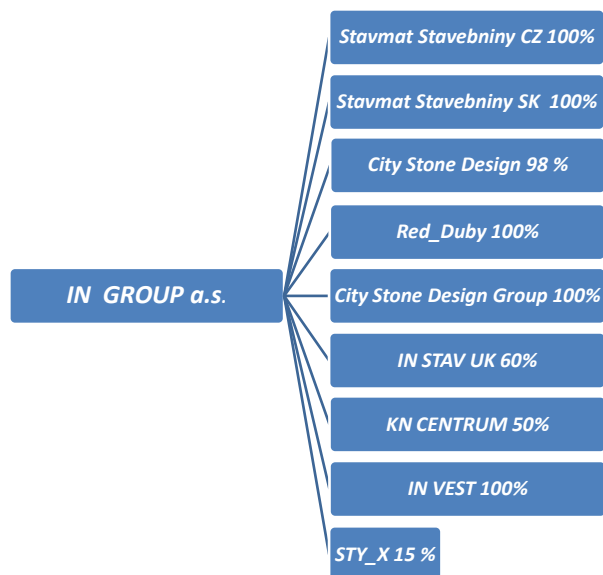 Stavmat Stavebniny CZ 100%
Stavmat Stavebniny SK 100%
City Stone Design 98 %
Red_Duby 100%
IN GROUP a.s.
City Stone Design Group 100%
IN STAV UK 60%
KN CENTRUM 50%
IN VEST 100%
STY_X 15 %